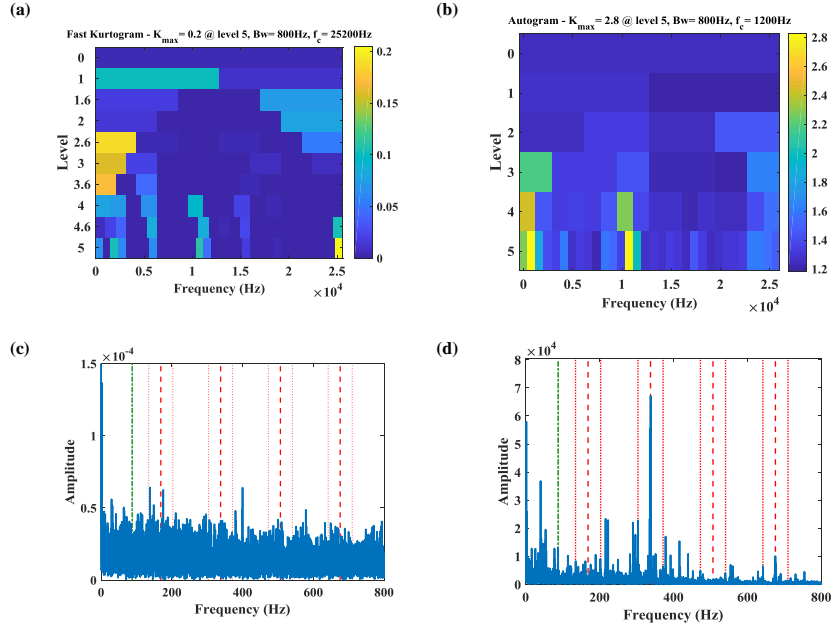 (a)
Fast Kurtogram - K_max = 0.2 @ level 5, Bw= 800Hz, f_c= 25200Hz
0
1
1.6
2
2.6
3
3.6
4
4.6
5
Level
0 0.5 1 1.5 2 2.5
×10^4
Frequency (Hz)
0.2
0.15
0.1
0.05
0
(b)
Autogram - K_max = 2.8 @ level 5, Bw= 800Hz, f_c= 1200Hz
0
1
2
3
4
5
Level
0 0.5 1 1.5 2 2.5
×10^4
Frequency (Hz)
2.8
2.6
2.4
2.2
2
1.8
1.6
1.4
1.2
(c)
×10^-4
1.5
1
0.5
0
Amplitude
0 200 400 600 800
Frequency (Hz)
(d)
×10^4
8
7
6
5
4
3
2
1
0
Amplitude
0 200 400 600 800
Frequency (Hz)